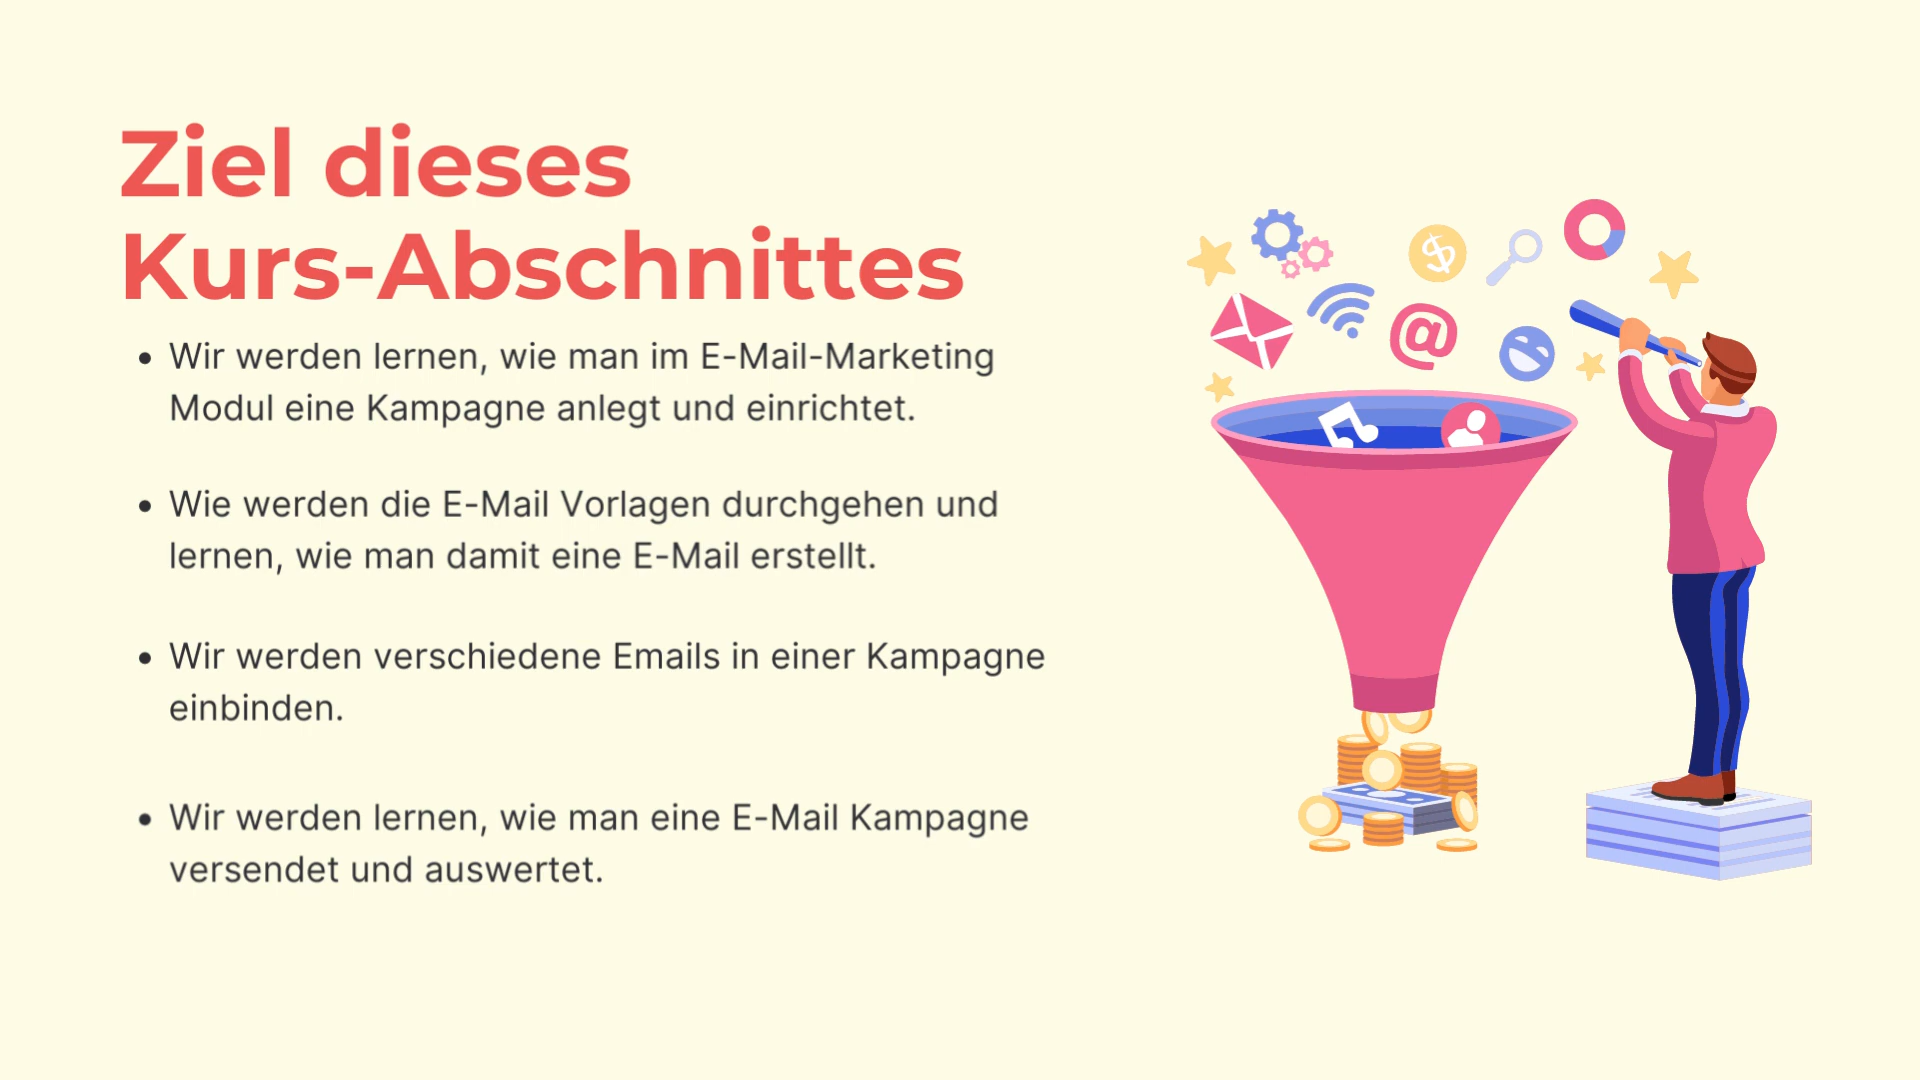 Ziel dieses
Kurs-Abschnittes
• Wir werden lernen, wie man im E-Mail-Marketing
Modul eine Kampagne anlegt und einrichtet.
• Wie werden die E-Mail Vorlagen durchgehen und
lernen, wie man damit eine E-Mail erstellt.
• Wir werden verschiedene Emails in einer Kampagne
einbinden.
• Wir werden lernen, wie man eine E-Mail Kampagne
versendet und auswertet.